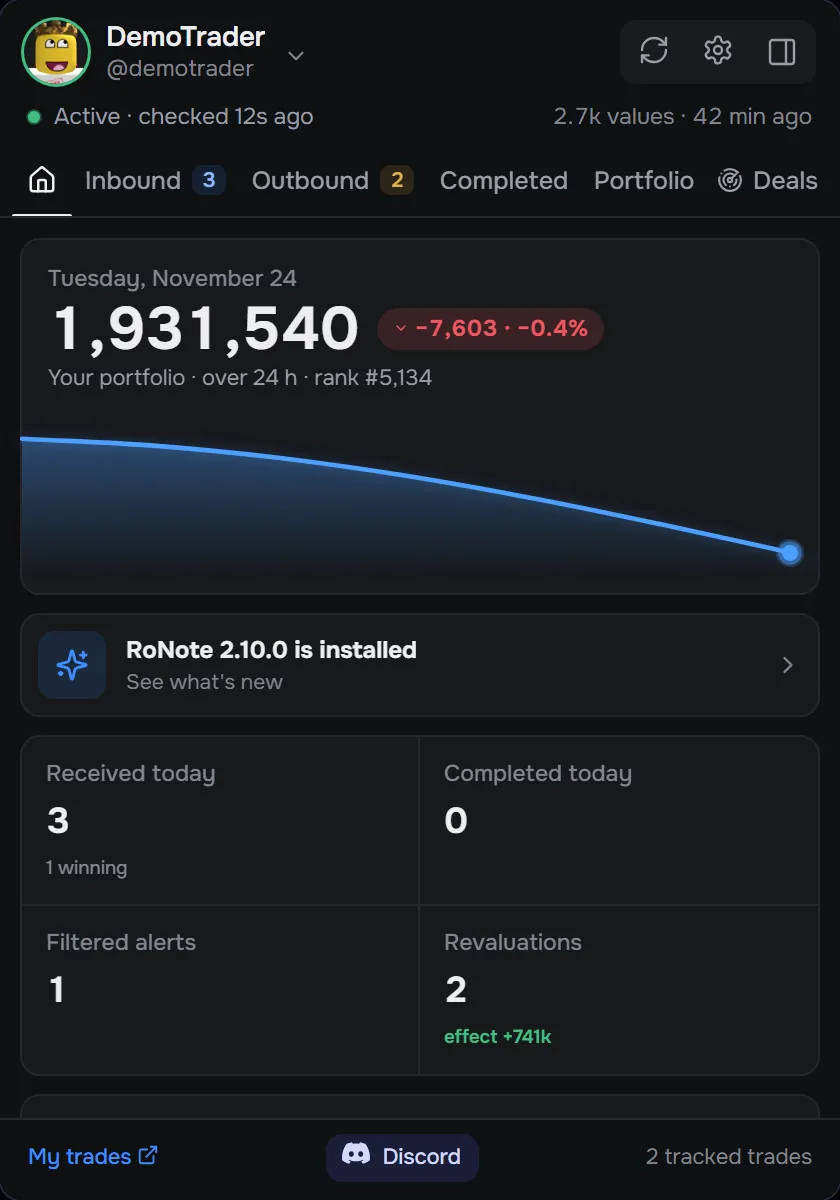 DemoTrader
@demotrader
Active · checked 12s ago
2.7k values · 42 min ago
Inbound 3 Outbound 2 Completed Portfolio Deals
Tuesday, November 24
1,931,540 −7,603 · −0.4%
Your portfolio · over 24 h · rank #5,134
RoNote 2.10.0 is installed
See what's new
Received today
3
1 winning
Completed today
0
Filtered alerts
1
Revaluations
2
effect +741k
My trades
Discord
2 tracked trades